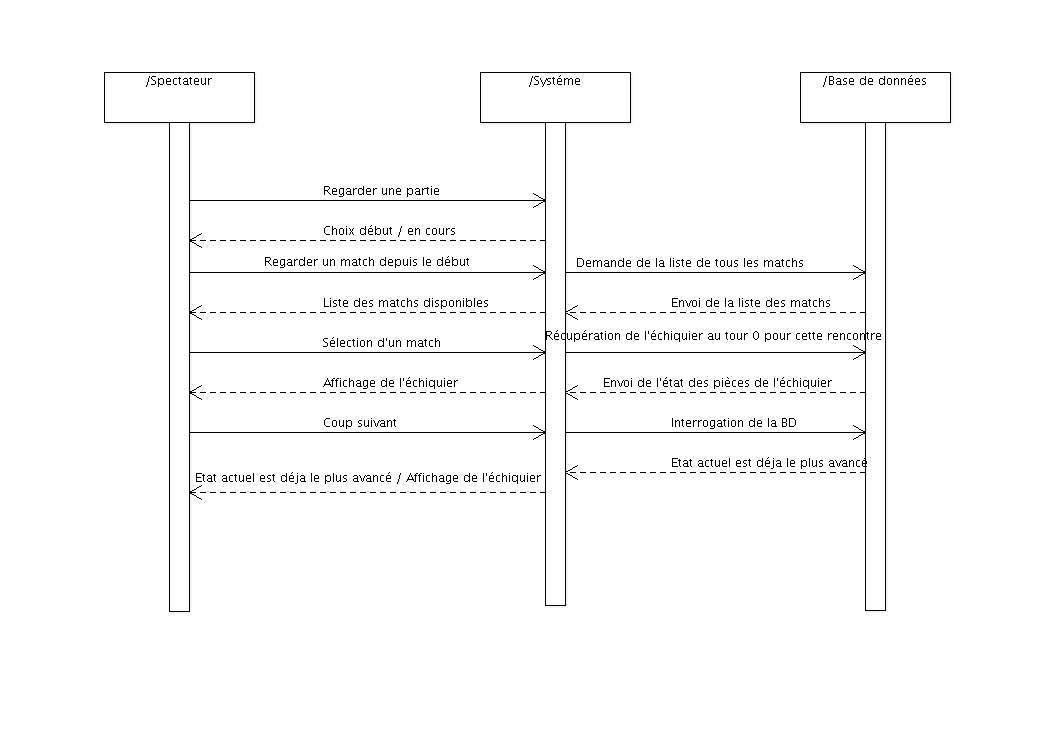 /Spectateur
/Systéme
/Base de données
Regarder une partie
Choix début / en cours
Regarder un match depuis le début
Demande de la liste de tous les matchs
Liste des matchs disponibles
Envoi de la liste des matchs
Récupération de l'échiquier au tour 0 pour cette rencontre
Sélection d'un match
Affichage de l'échiquier
Envoi de l'état des pièces de l'échiquier
Coup suivant
Interrogation de la BD
Etat actuel est déja le plus avancé
Etat actuel est déja le plus avancé / Affichage de l'échiquier